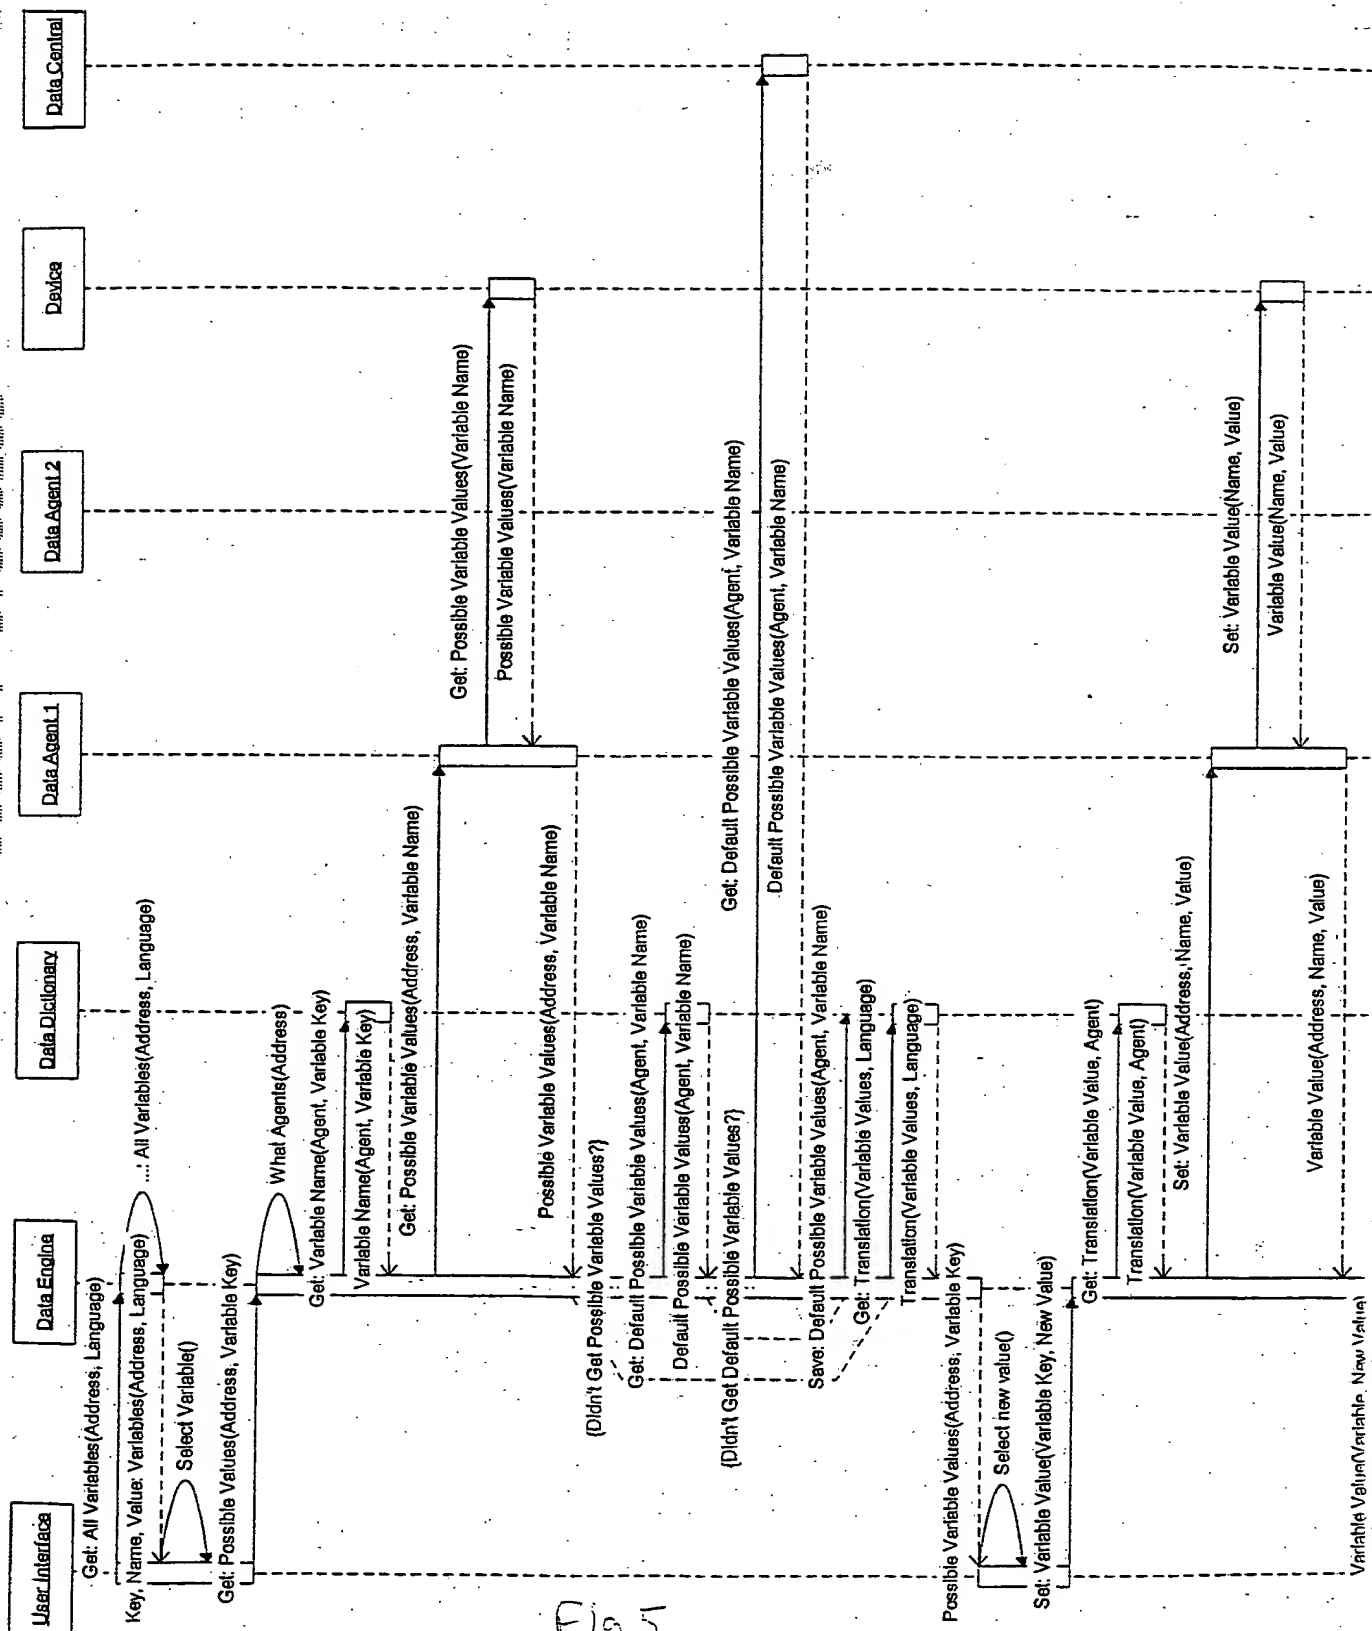 User Interface
Data Engine
Data Dictionary
Data Agent 1
Data Agent 2
Device
Data Central
Get: All Variables(Address, Language)
...: All Variables(Address, Language)
Key, Name, Value: Variables(Address, Language)
Select Variable()
Get: Possible Values(Address, Variable Key)
What Agents(Address)
Get: Variable Name(Agent, Variable Key)
Variable Name(Agent, Variable Key)
Get: Possible Variable Values(Address, Variable Name)
Get: Possible Variable Values(Variable Name)
Possible Variable Values(Variable Name)
Possible Variable Values(Address, Variable Name)
{Didn't Get Possible Variable Values?}
Get: Default Possible Variable Values(Agent, Variable Name)
Default Possible Variable Values(Agent, Variable Name)
{Didn't Get Default Possible Variable Values?}
Get: Default Possible Variable Values(Agent, Variable Name)
Default Possible Variable Values(Agent, Variable Name)
Save: Default Possible Variable Values(Agent, Variable Name)
Get: Translation(Variable Values, Language)
Translation(Variable Values, Language)
Possible Variable Values(Address, Variable Key)
Select new value()
Set: Variable Value(Variable Key, New Value)
Get: Translation(Variable Value, Agent)
Translation(Variable Value, Agent)
Set: Variable Value(Address, Name, Value)
Set: Variable Value(Name, Value)
Variable Value(Name, Value)
Variable Value(Address, Name, Value)
Variable Value(Variable, New Value)